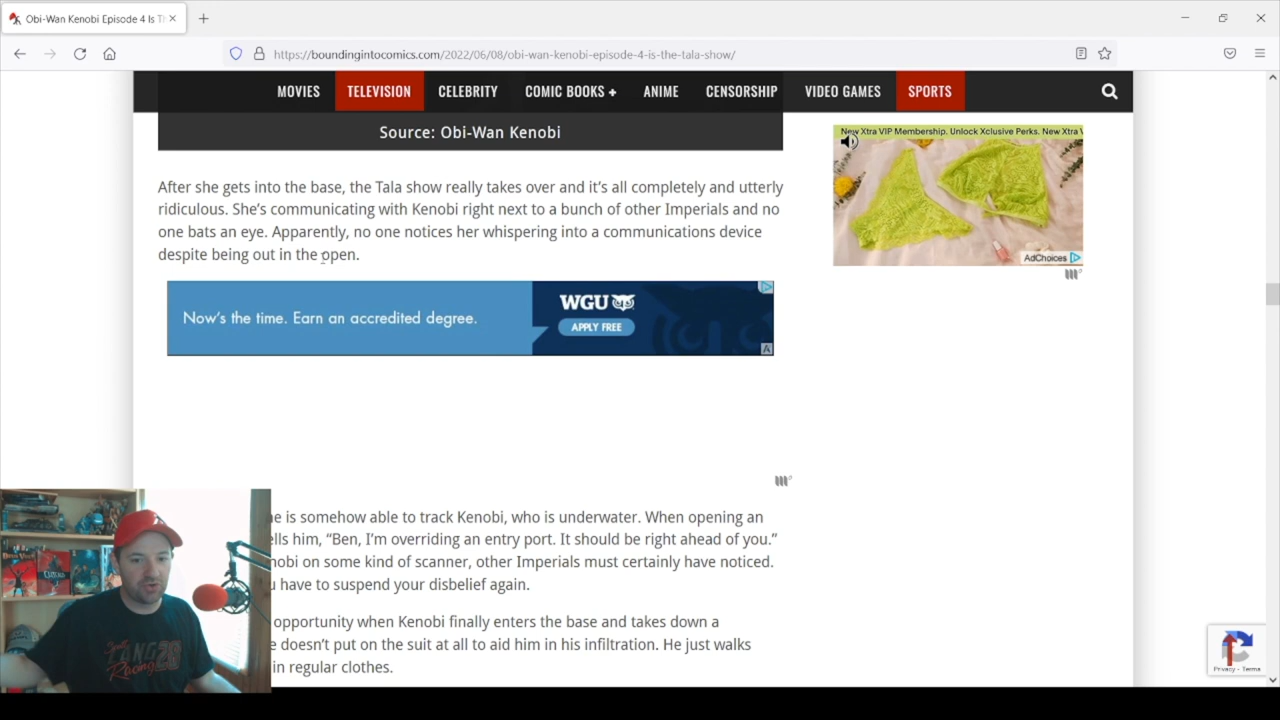 Obi-Wan Kenobi Episode 4 Is Th
https://boundingintocomics.com/2022/06/08/obi-wan-kenobi-episode-4-is-the-tala-show/
MOVIES TELEVISION CELEBRITY COMIC BOOKS + ANIME CENSORSHIP VIDEO GAMES SPORTS
Source: Obi-Wan Kenobi
New Xtra VIP Membership. Unlock Xclusive Perks. New Xtra V
AdChoices
After she gets into the base, the Tala show really takes over and it's all completely and utterly
ridiculous. She's communicating with Kenobi right next to a bunch of other Imperials and no
one bats an eye. Apparently, no one notices her whispering into a communications device
despite being out in the open.
Now's the time. Earn an accredited degree.
WGU
APPLY FREE
ne is somehow able to track Kenobi, who is underwater. When opening an
ells him, “Ben, I'm overriding an entry port. It should be right ahead of you.”
nobi on some kind of scanner, other Imperials must certainly have noticed.
u have to suspend your disbelief again.
opportunity when Kenobi finally enters the base and takes down a
e doesn't put on the suit at all to aid him in his infiltration. He just walks
in regular clothes.
Privacy - Terms